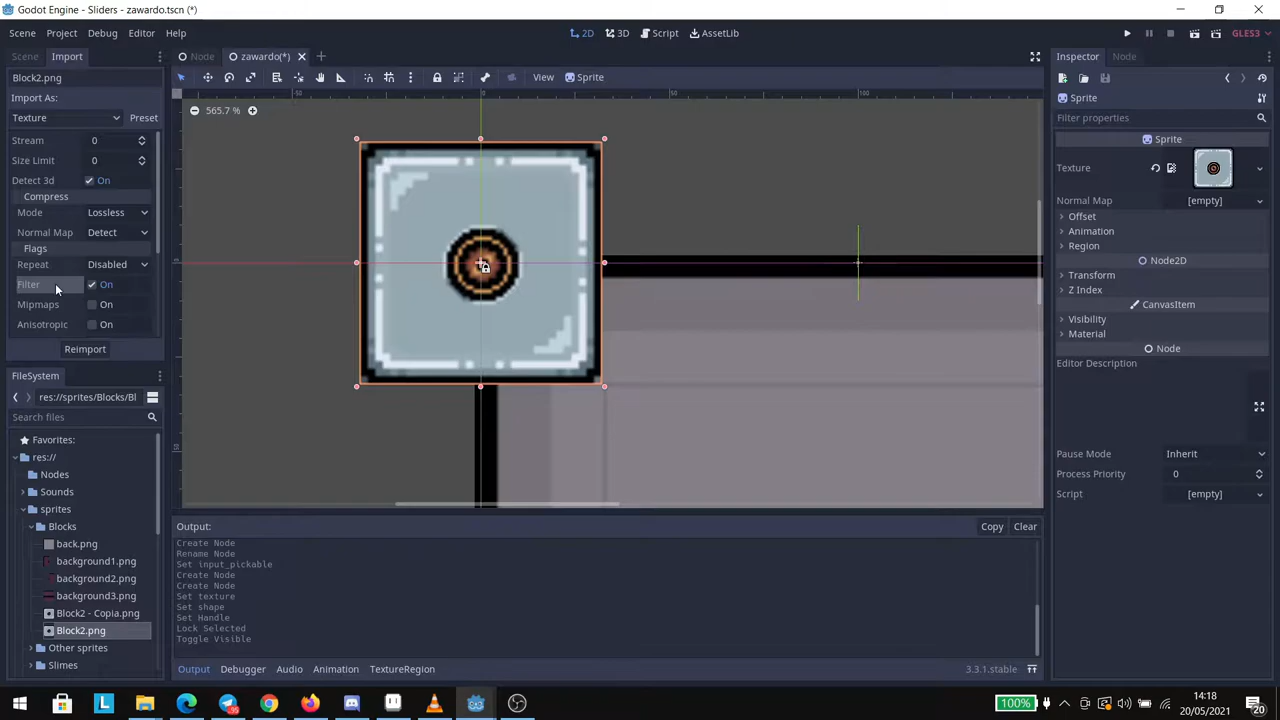 Godot Engine - Sliders - zawardo.tscn (*)
Scene Project Debug Editor Help
2D 3D Script AssetLib
GLES3
Scene Import
Node zawardo(*)
Inspector Node
Block2.png
View Sprite
Import As:
Sprite
Texture Preset
Filter properties
565.7 %
-50 0 50 100
Stream 0
Sprite
Size Limit 0
Texture
Detect 3d On
Compress
Normal Map [empty]
Mode Lossless
Offset
Normal Map Detect
Animation
Flags
Region
Repeat Disabled
Node2D
Filter On
Transform
Mipmaps On
Z Index
Anisotropic On
CanvasItem
Visibility
Material
Reimport
Node
Editor Description
FileSystem
res://sprites/Blocks/Bl
Search files
Favorites:
Pause Mode Inherit
res://
Process Priority 0
Nodes
Script [empty]
Sounds
sprites
Blocks
Output: Copy Clear
back.png
background1.png
background2.png
background3.png
Block2 - Copia.png
Block2.png
Other sprites
Slimes
Create Node
Rename Node
Set input_pickable
Create Node
Create Node
Set texture
Set shape
Set Handle
Lock Selected
Toggle Visible
Output Debugger Audio Animation TextureRegion 3.3.1.stable
100%
14:18
20/05/2021
20